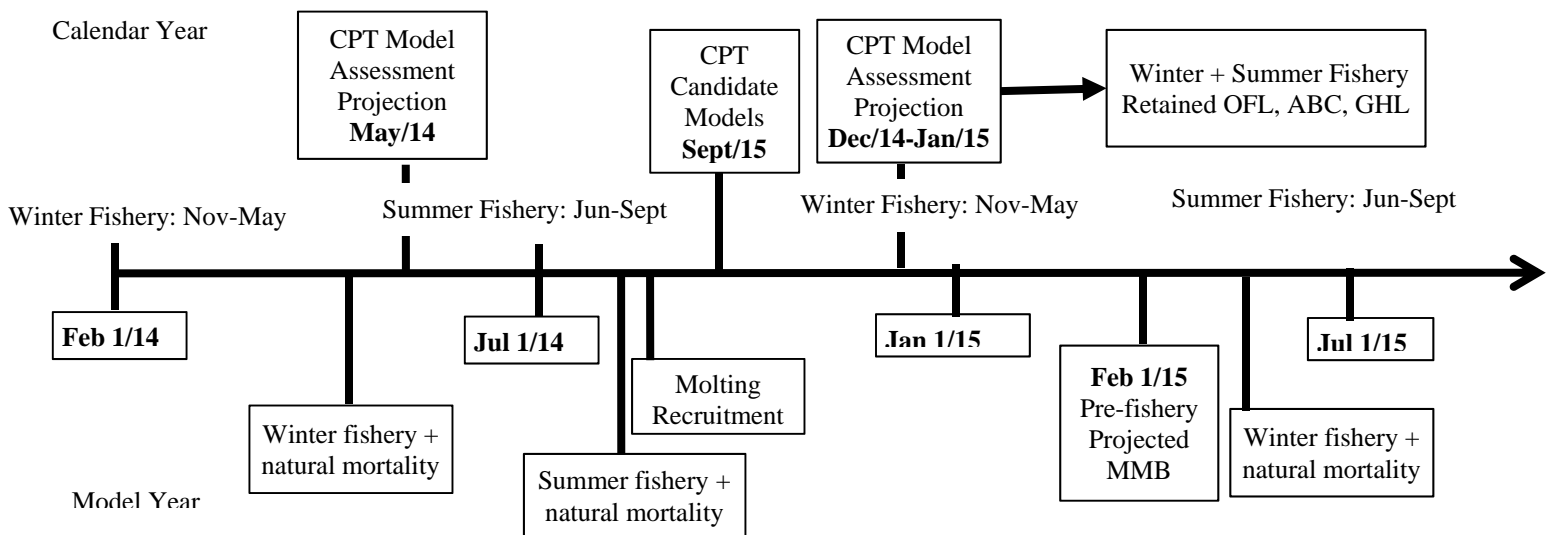 Calendar Year
CPT Model
Assessment
Projection
May/14
CPT
Candidate
Models
Sept/15
CPT Model
Assessment
Projection
Dec/14-Jan/15
Winter + Summer Fishery
Retained OFL, ABC, GHL
Winter Fishery: Nov-May
Summer Fishery: Jun-Sept
Winter Fishery: Nov-May
Summer Fishery: Jun-Sept
Feb 1/14
Jul 1/14
Jan 1/15
Jul 1/15
Winter fishery +
natural mortality
Summer fishery +
natural mortality
Molting
Recruitment
Feb 1/15
Pre-fishery
Projected
MMB
Winter fishery +
natural mortality
Model Year